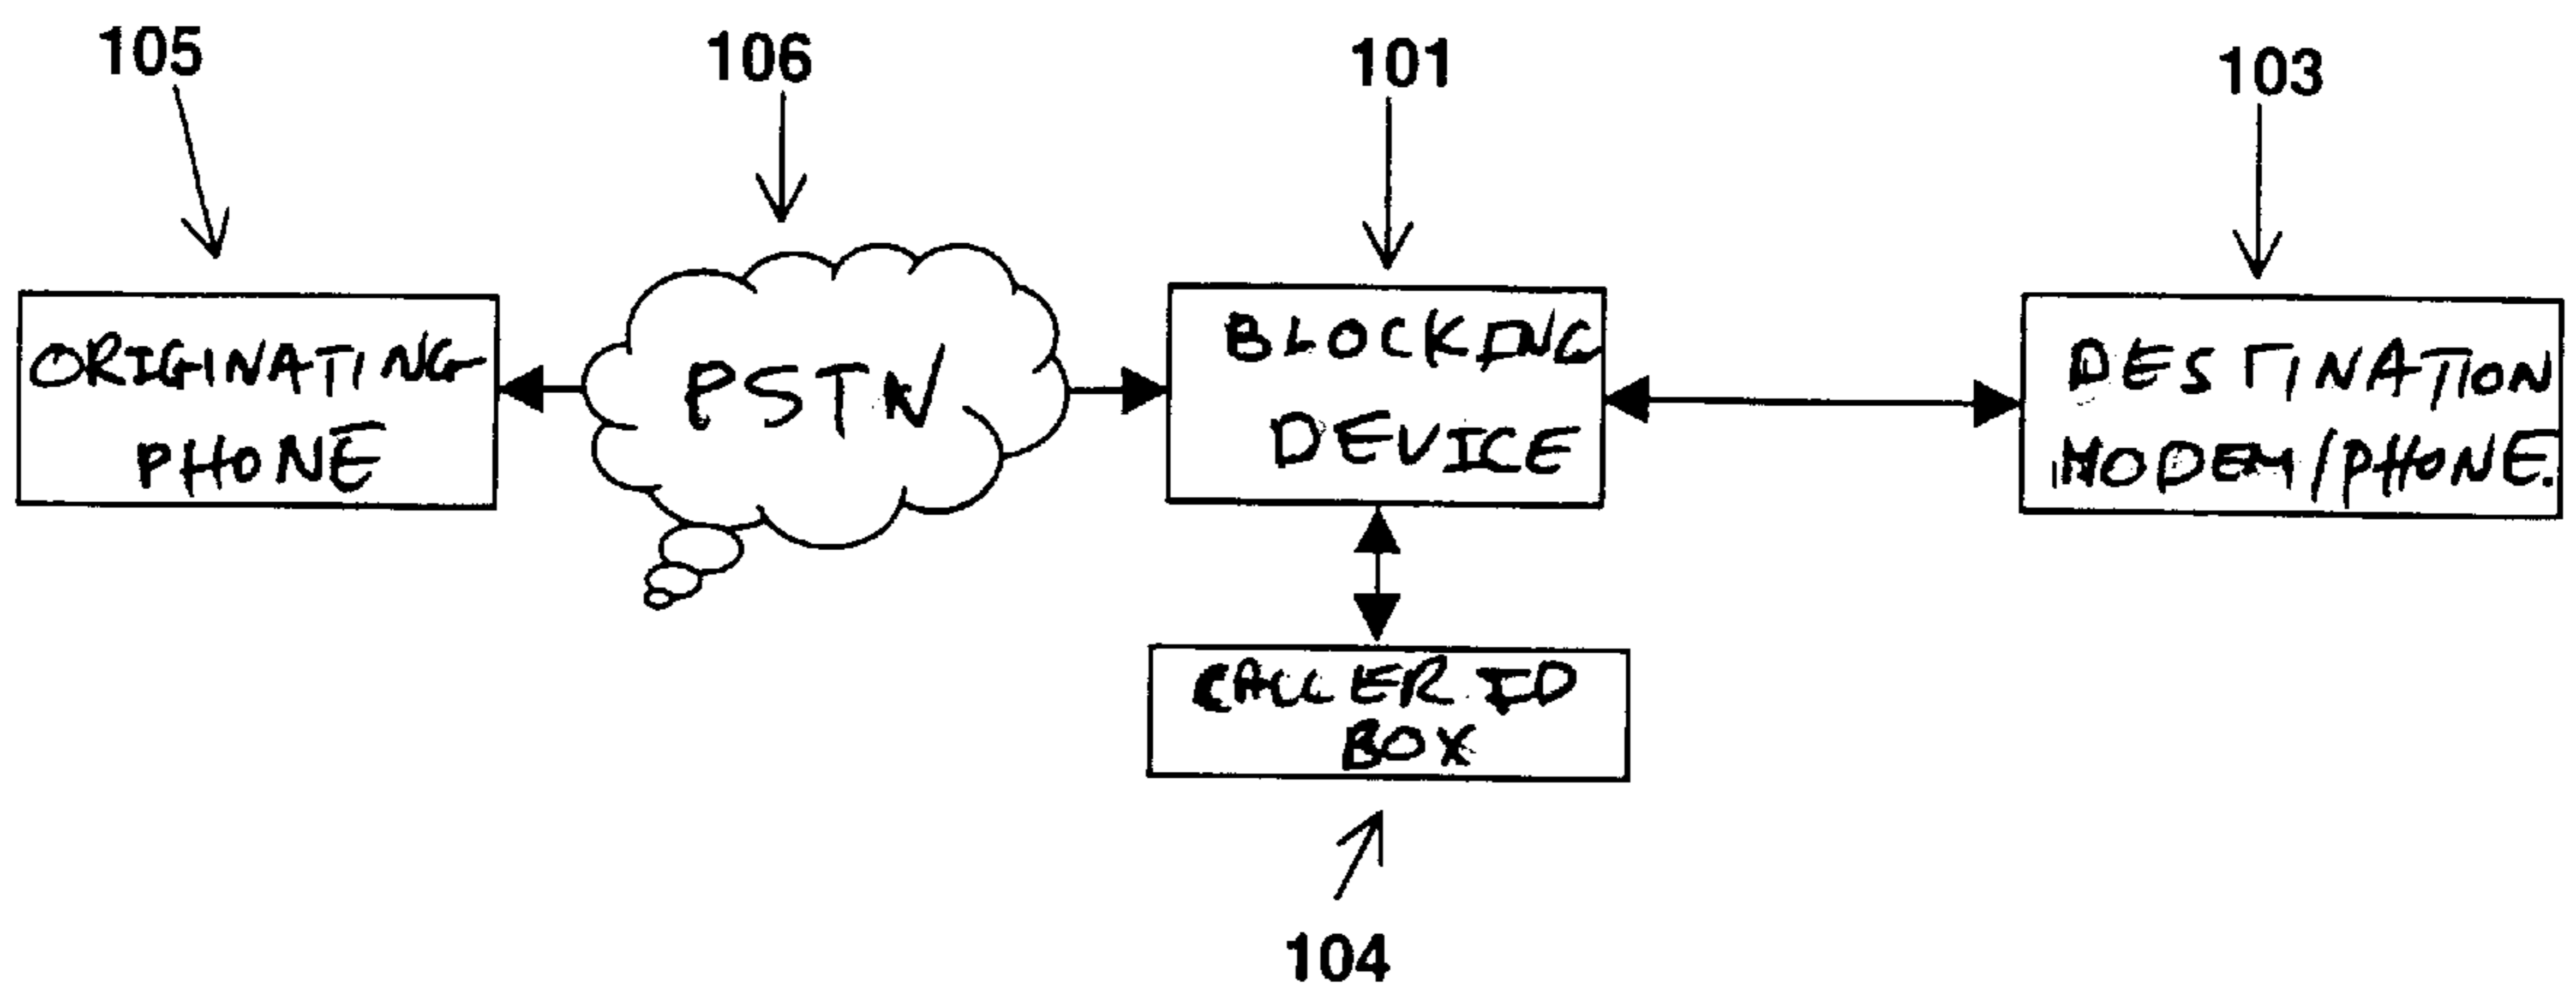 105
106
101
103
ORIGINATING
PHONE
PSTN
BLOCKING
DEVICE
DESTINATION
MODEM/PHONE.
CALLER ID
BOX
104